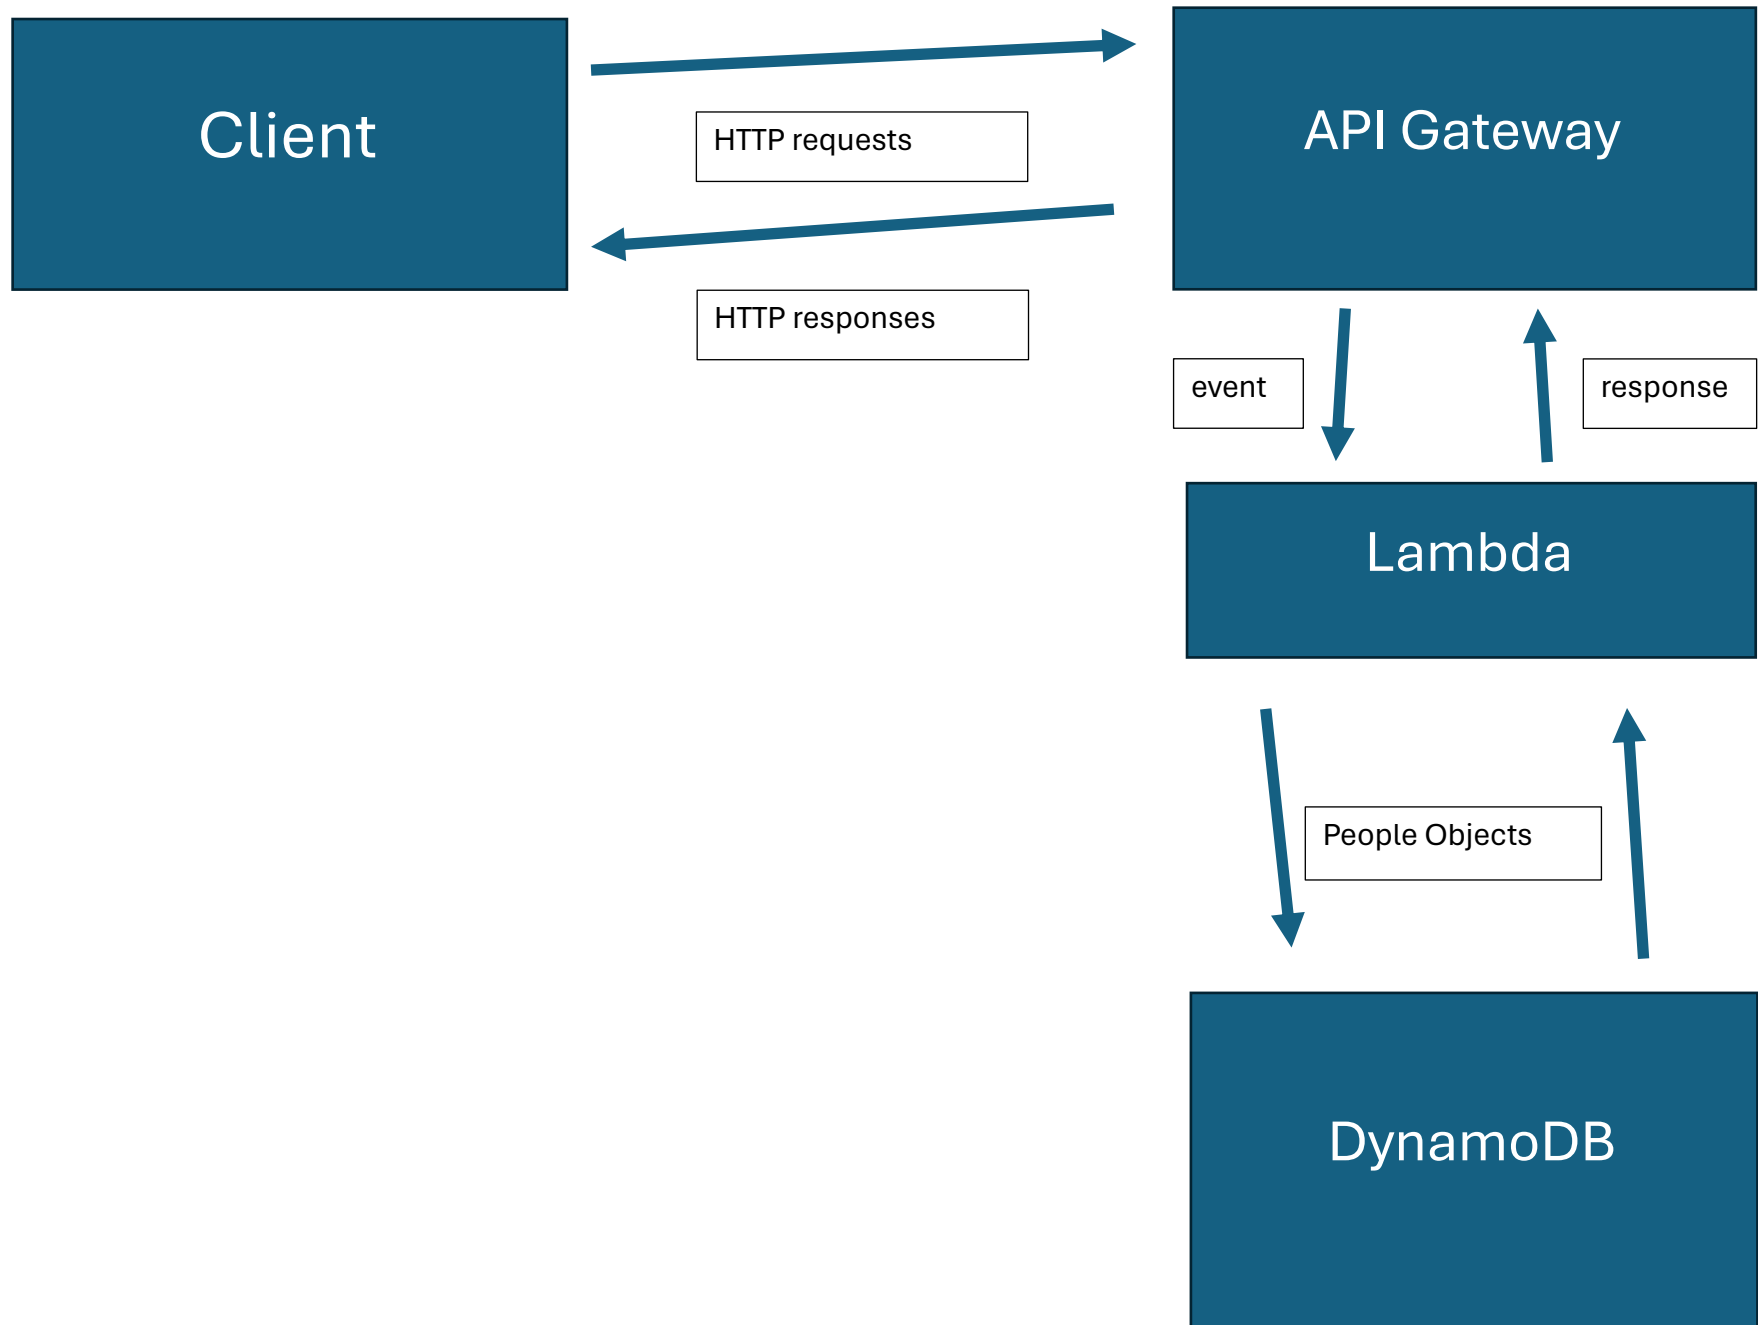 Client
HTTP requests
API Gateway
HTTP responses
event
response
Lambda
People Objects
DynamoDB